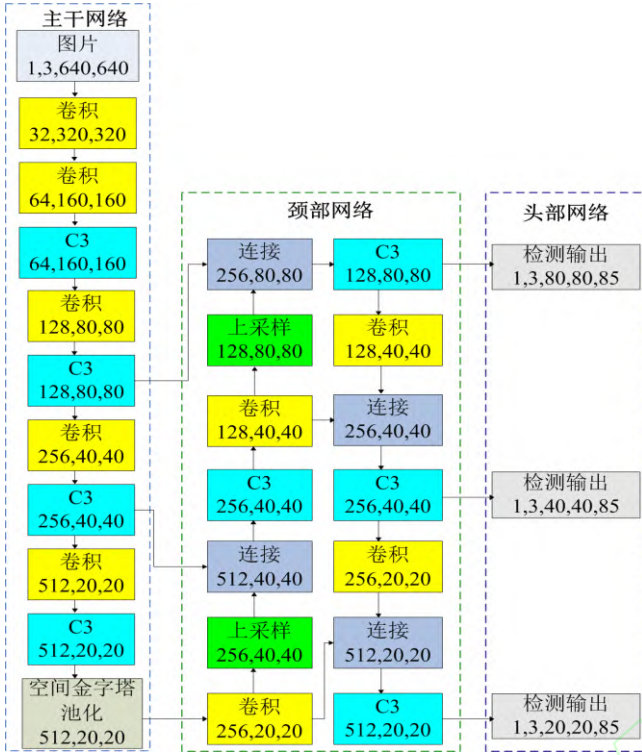 主干网络
图片
1,3,640,640
卷积
32,320,320
卷积
64,160,160
C3
64,160,160
卷积
128,80,80
C3
128,80,80
卷积
256,40,40
C3
256,40,40
卷积
512,20,20
C3
512,20,20
空间金字塔
池化
512,20,20
颈部网络
连接
256,80,80
上采样
128,80,80
卷积
128,40,40
C3
256,40,40
连接
512,40,40
上采样
256,40,40
卷积
256,20,20
C3
128,80,80
卷积
128,40,40
连接
256,40,40
C3
256,40,40
卷积
256,20,20
连接
512,20,20
C3
512,20,20
头部网络
检测输出
1,3,80,80,85
检测输出
1,3,40,40,85
检测输出
1,3,20,20,85